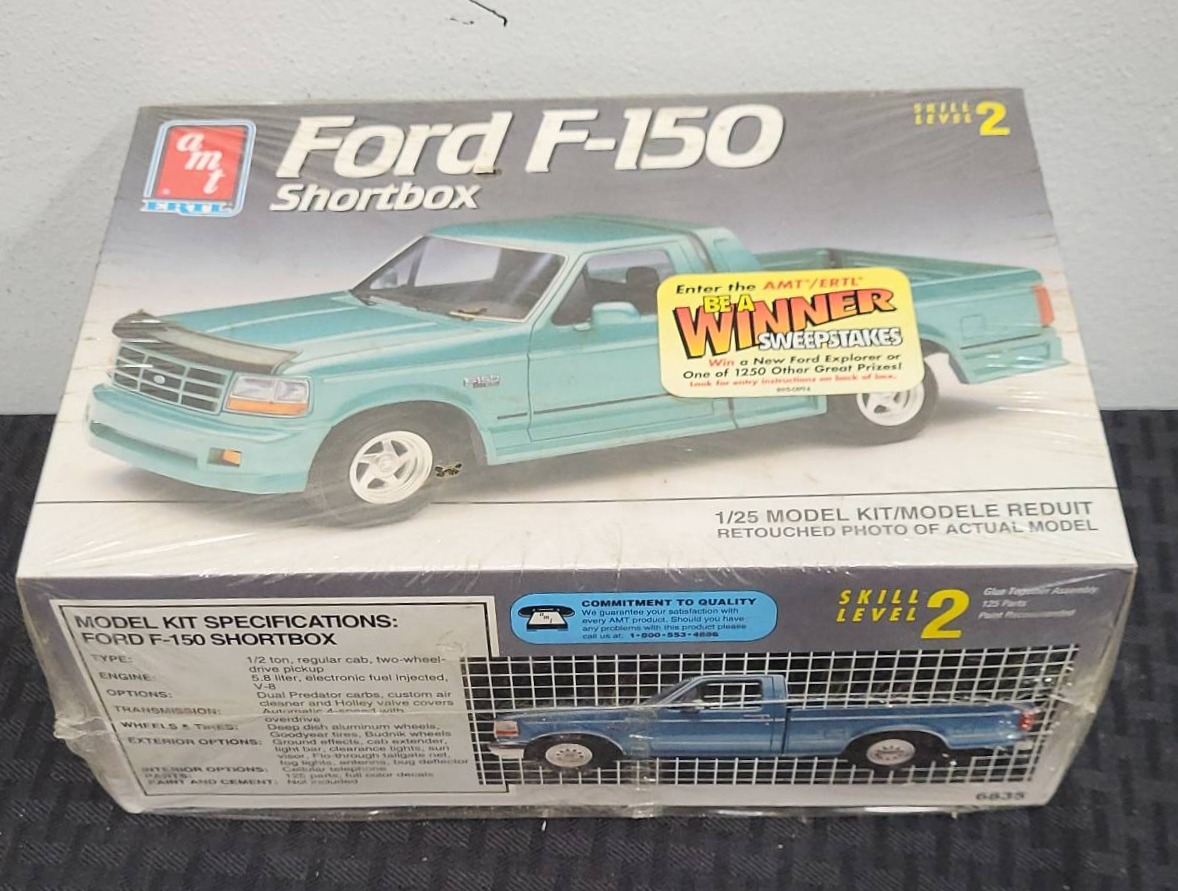 amt
ERTL
Ford F-150
Shortbox
SKILL
LEVEL 2
Enter the AMT/ERTL
BE A
WINNER
SWEEPSTAKES
Win a New Ford Explorer or
One of 1250 Other Great Prizes!
Look for entry instructions on back of box.
F-150
1/25 MODEL KIT/MODELE REDUIT
RETOUCHED PHOTO OF ACTUAL MODEL
MODEL KIT SPECIFICATIONS:
FORD F-150 SHORTBOX
TYPE: 1/2 ton, regular cab, two-wheel-
drive pickup
ENGINE: 5.8 liter, electronic fuel injected,
V-8
OPTIONS: Dual Predator carbs, custom air
cleaner and Holley valve covers
TRANSMISSION: Automatic 4-speed with
overdrive
WHEELS & TIRES: Deep dish aluminum wheels,
Goodyear tires, Budnik wheels
EXTERIOR OPTIONS: Ground effects, cab extender,
light bar, clearance lights, sun
visor, Flo-through tailgate net,
fog lights, antenna, bug deflector
INTERIOR OPTIONS: Cellular telephone
PARTS: 125 parts, full color decals
PAINT AND CEMENT: Not included
COMMITMENT TO QUALITY
We guarantee your satisfaction with
every AMT product. Should you have
any problems with this product please
call us at: 1-800-553-4886
SKILL
LEVEL 2
Glue Together Assembly
125 Parts
Paint
6835